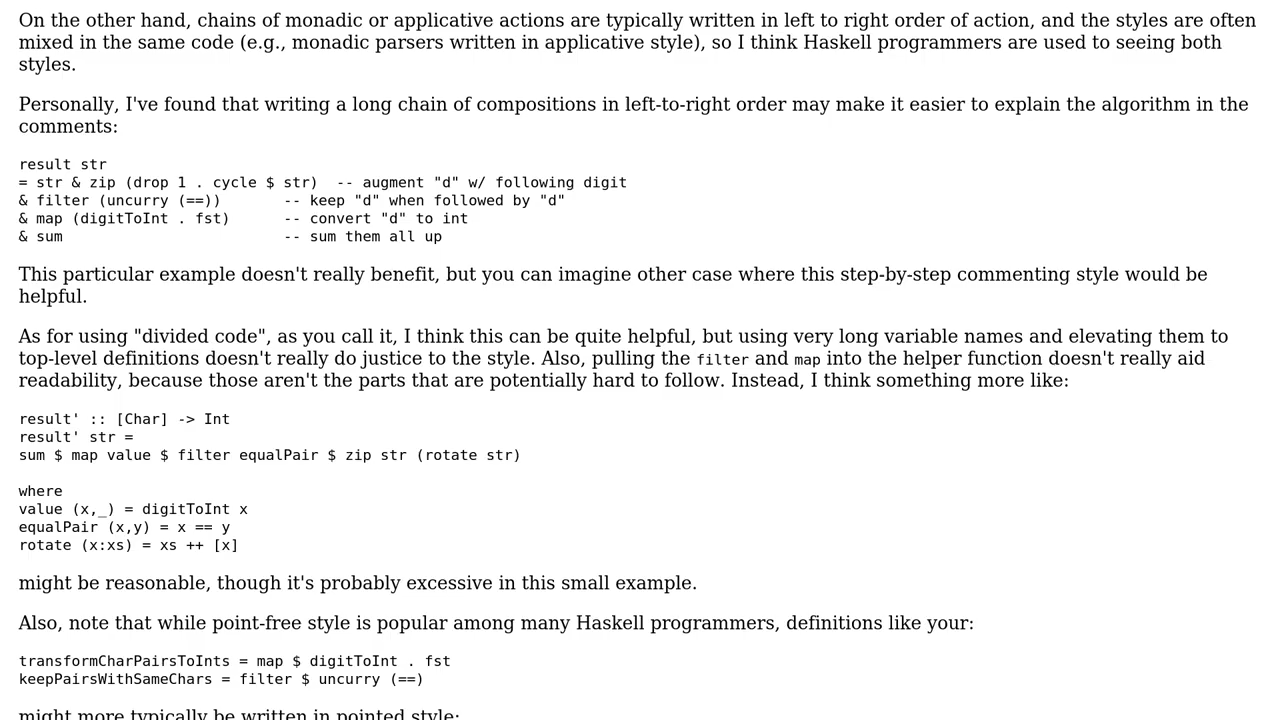 On the other hand, chains of monadic or applicative actions are typically written in left to right order of action, and the styles are often
mixed in the same code (e.g., monadic parsers written in applicative style), so I think Haskell programmers are used to seeing both
styles.
Personally, I've found that writing a long chain of compositions in left-to-right order may make it easier to explain the algorithm in the
comments:
result str
= str & zip (drop 1 . cycle $ str)  -- augment "d" w/ following digit
& filter (uncurry (==))       -- keep "d" when followed by "d"
& map (digitToInt . fst)      -- convert "d" to int
& sum                         -- sum them all up
This particular example doesn't really benefit, but you can imagine other case where this step-by-step commenting style would be
helpful.
As for using "divided code", as you call it, I think this can be quite helpful, but using very long variable names and elevating them to
top-level definitions doesn't really do justice to the style. Also, pulling the filter and map into the helper function doesn't really aid
readability, because those aren't the parts that are potentially hard to follow. Instead, I think something more like:
result' :: [Char] -> Int
result' str =
sum $ map value $ filter equalPair $ zip str (rotate str)
where
value (x,_) = digitToInt x
equalPair (x,y) = x == y
rotate (x:xs) = xs ++ [x]
might be reasonable, though it's probably excessive in this small example.
Also, note that while point-free style is popular among many Haskell programmers, definitions like your:
transformCharPairsToInts = map $ digitToInt . fst
keepPairsWithSameChars = filter $ uncurry (==)
might more typically be written in pointed style: